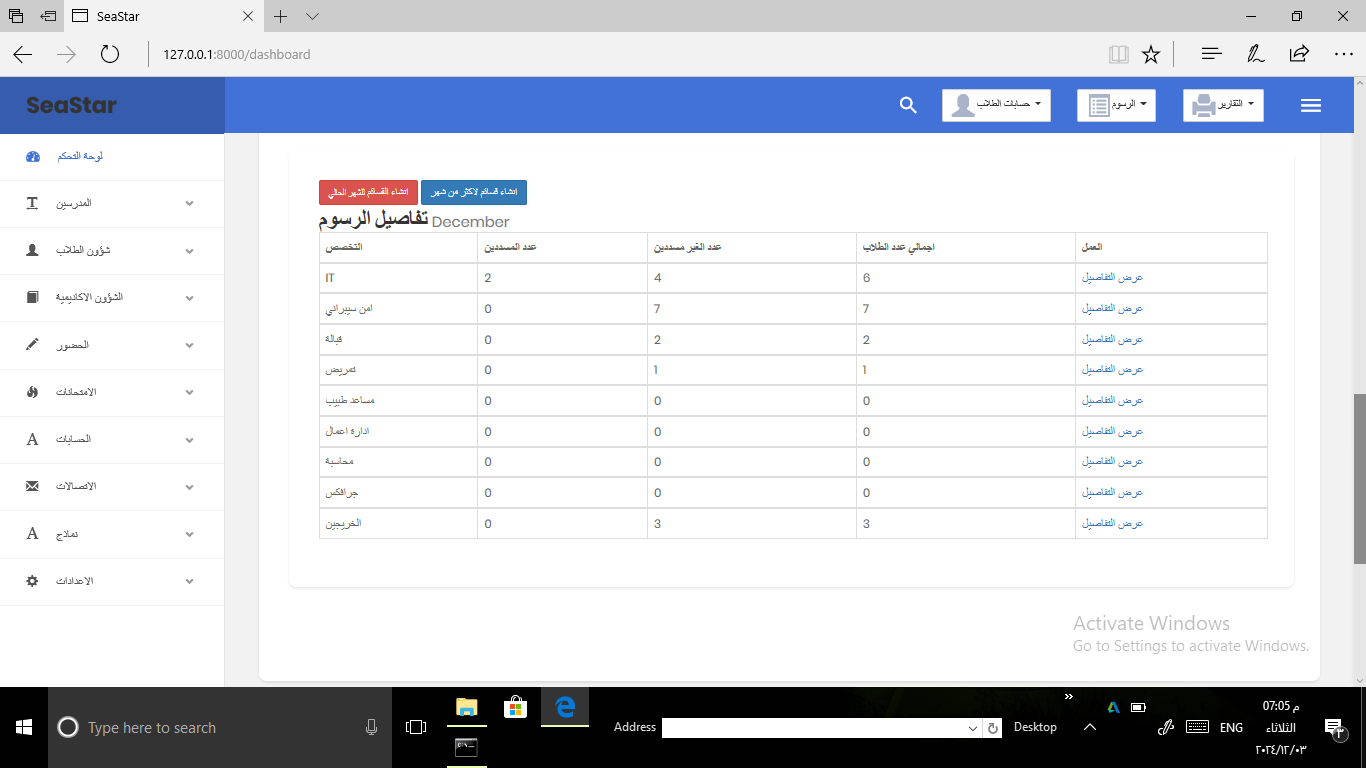 SeaStar
127.0.0.1:8000/dashboard
SeaStar
حسابات الطلاب
الرسوم
التقارير
لوحة التحكم
المدرسين
شؤون الطلاب
الشؤون الاكاديمية
الحضور
الامتحانات
الحسابات
الاتصالات
نماذج
الاعدادات
انشاء القسائم للشهر الحالي انشاء قسائم لاكثر من شهر
تفاصيل الرسوم December
التخصص عدد المسددين عدد الغير مسددين اجمالي عدد الطلاب العمل
IT 2 4 6 عرض التفاصيل
امن سيبراني 0 7 7 عرض التفاصيل
قبالة 0 2 2 عرض التفاصيل
تمريض 0 1 1 عرض التفاصيل
مساعد طبيب 0 0 0 عرض التفاصيل
ادارة اعمال 0 0 0 عرض التفاصيل
محاسبة 0 0 0 عرض التفاصيل
جرافكس 0 0 0 عرض التفاصيل
الخريجين 0 3 3 عرض التفاصيل
Activate Windows
Go to Settings to activate Windows.
Type here to search
Address
Desktop
ENG
07:05 م
الثلاثاء
٢٠٢٤/١٢/٠٣
٣